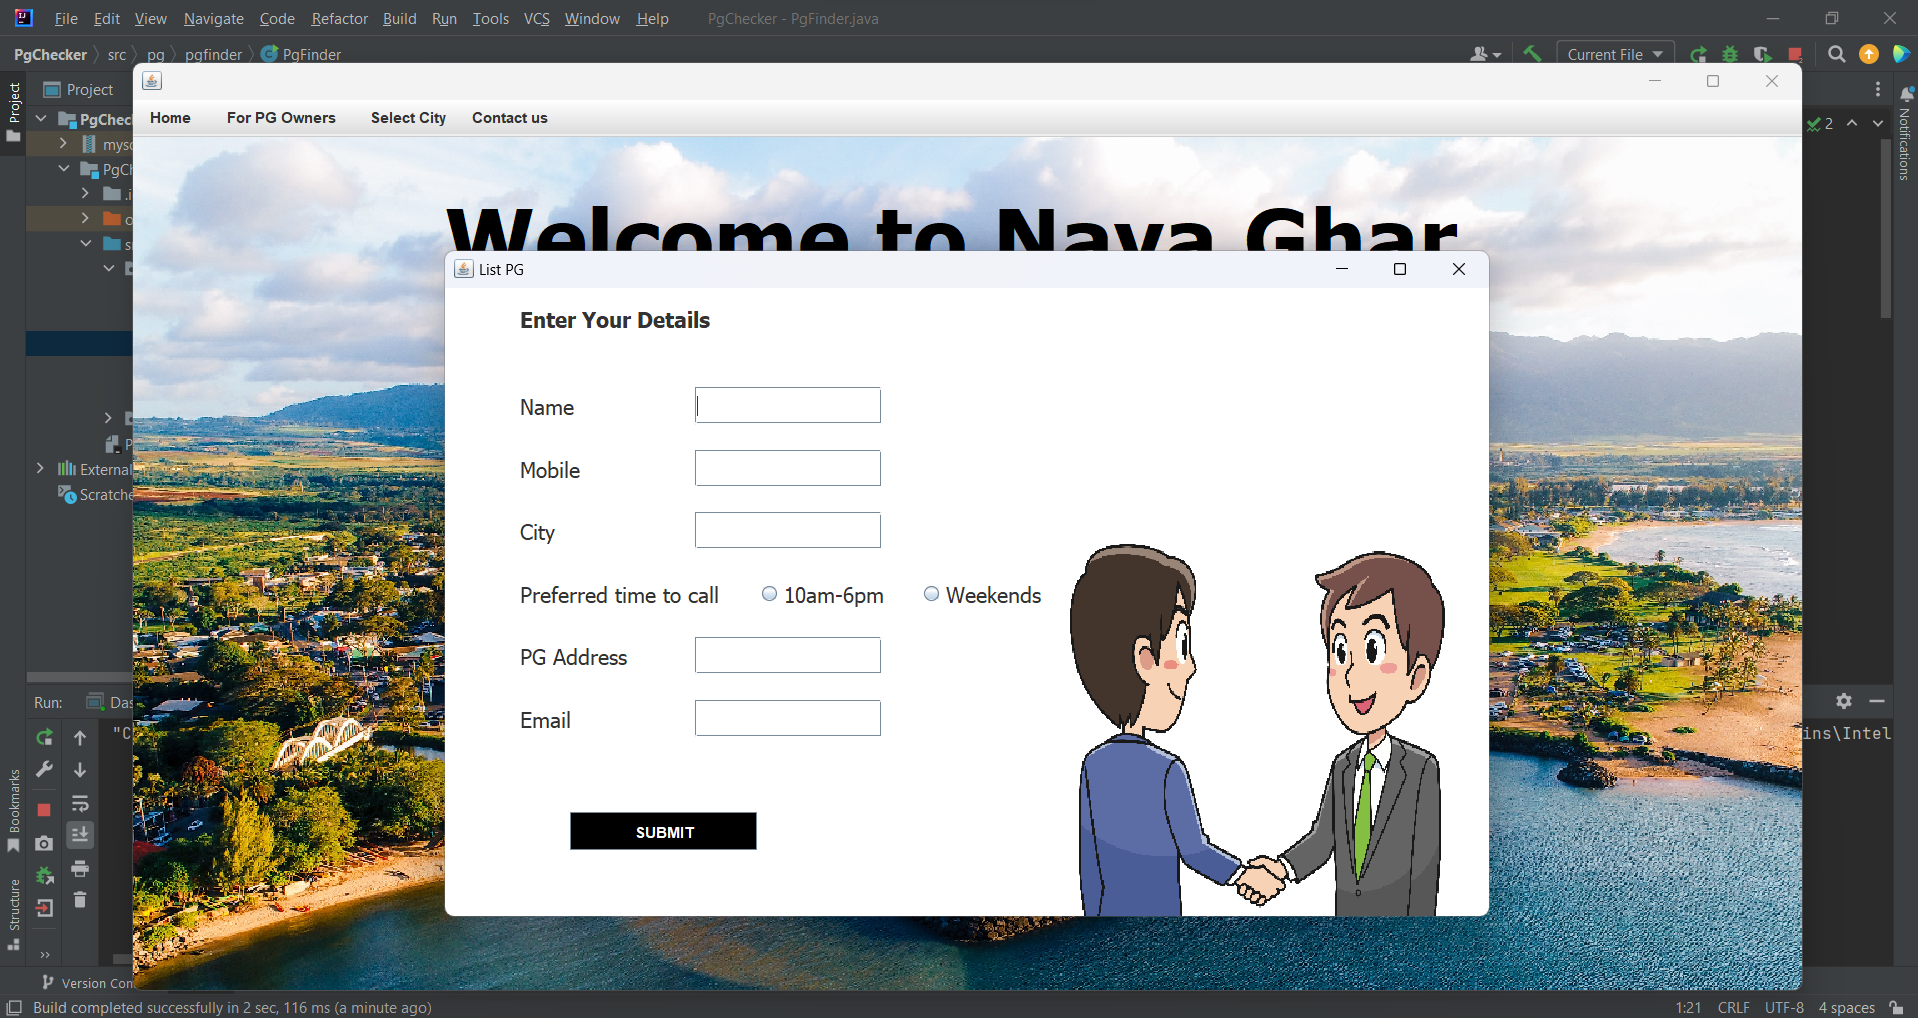 File Edit View Navigate Code Refactor Build Run Tools VCS Window Help PgChecker - PgFinder.java
PgChecker src pg pgfinder PgFinder Current File
Project
Project
Notifications
2
PgChec
myso
PgCh
.i
External
Scratche
Home For PG Owners Select City Contact us
Welcome to Naya Ghar
List PG
Enter Your Details
Name
Mobile
City
Preferred time to call 10am-6pm Weekends
PG Address
Email
SUBMIT
Run: Das
"C
ins\Intel
Bookmarks
Structure
Version Con
Build completed successfully in 2 sec, 116 ms (a minute ago) 1:21 CRLF UTF-8 4 spaces